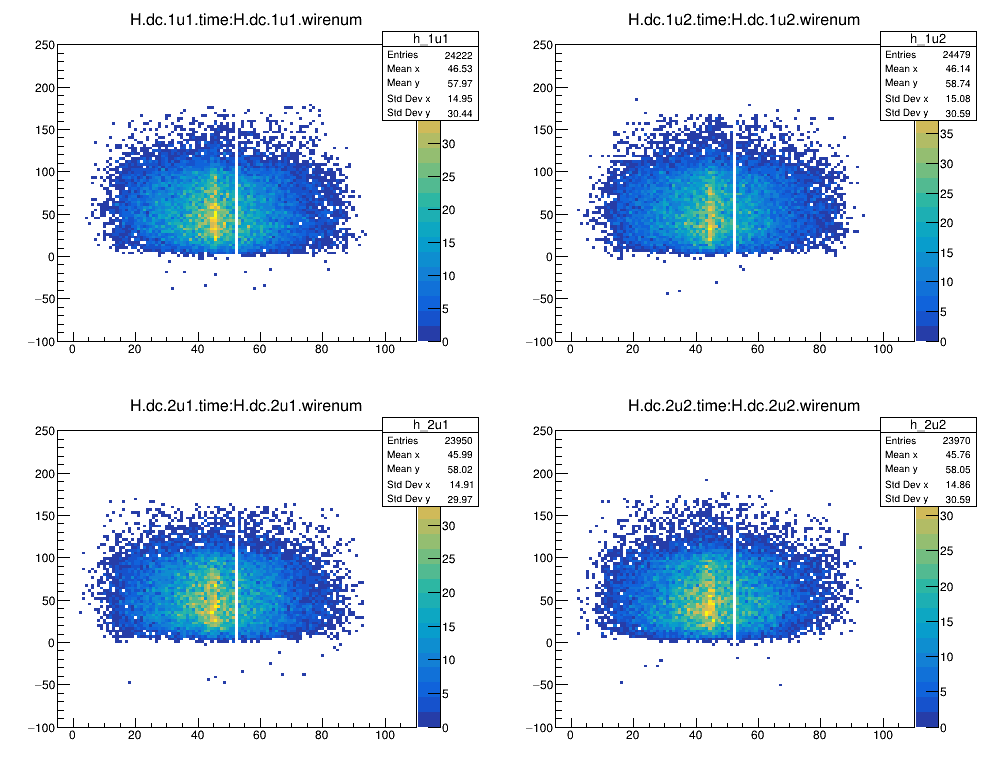 H.dc.1u1.time:H.dc.1u1.wirenum
h_1u1
Entries 24222
Mean x 46.53
Mean y 57.97
Std Dev x 14.95
Std Dev y 30.44
250
200
150
100
50
0
−50
−100
0 20 40 60 80 100
30
25
20
15
10
5
0
H.dc.1u2.time:H.dc.1u2.wirenum
h_1u2
Entries 24479
Mean x 46.14
Mean y 58.74
Std Dev x 15.08
Std Dev y 30.59
250
200
150
100
50
0
−50
−100
0 20 40 60 80 100
35
30
25
20
15
10
5
0
H.dc.2u1.time:H.dc.2u1.wirenum
h_2u1
Entries 23950
Mean x 45.99
Mean y 58.02
Std Dev x 14.91
Std Dev y 29.97
250
200
150
100
50
0
−50
−100
0 20 40 60 80 100
30
25
20
15
10
5
0
H.dc.2u2.time:H.dc.2u2.wirenum
h_2u2
Entries 23970
Mean x 45.76
Mean y 58.05
Std Dev x 14.86
Std Dev y 30.59
250
200
150
100
50
0
−50
−100
0 20 40 60 80 100
30
25
20
15
10
5
0